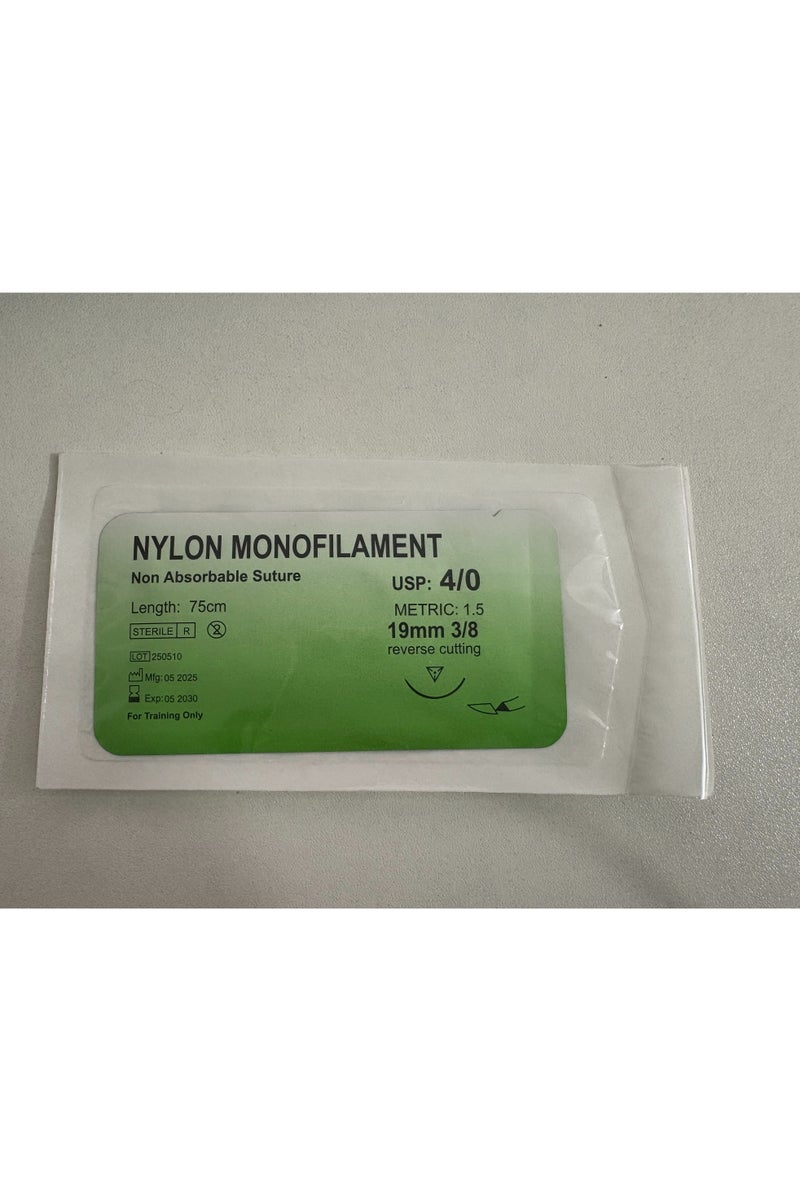 NYLON MONOFILAMENT
Non Absorbable Suture
USP: 4/0
Length: 75cm
METRIC: 1.5
STERILE R
19mm 3/8
reverse cutting
LOT 250510
Mfg: 05 2025
Exp: 05 2030
For Training Only